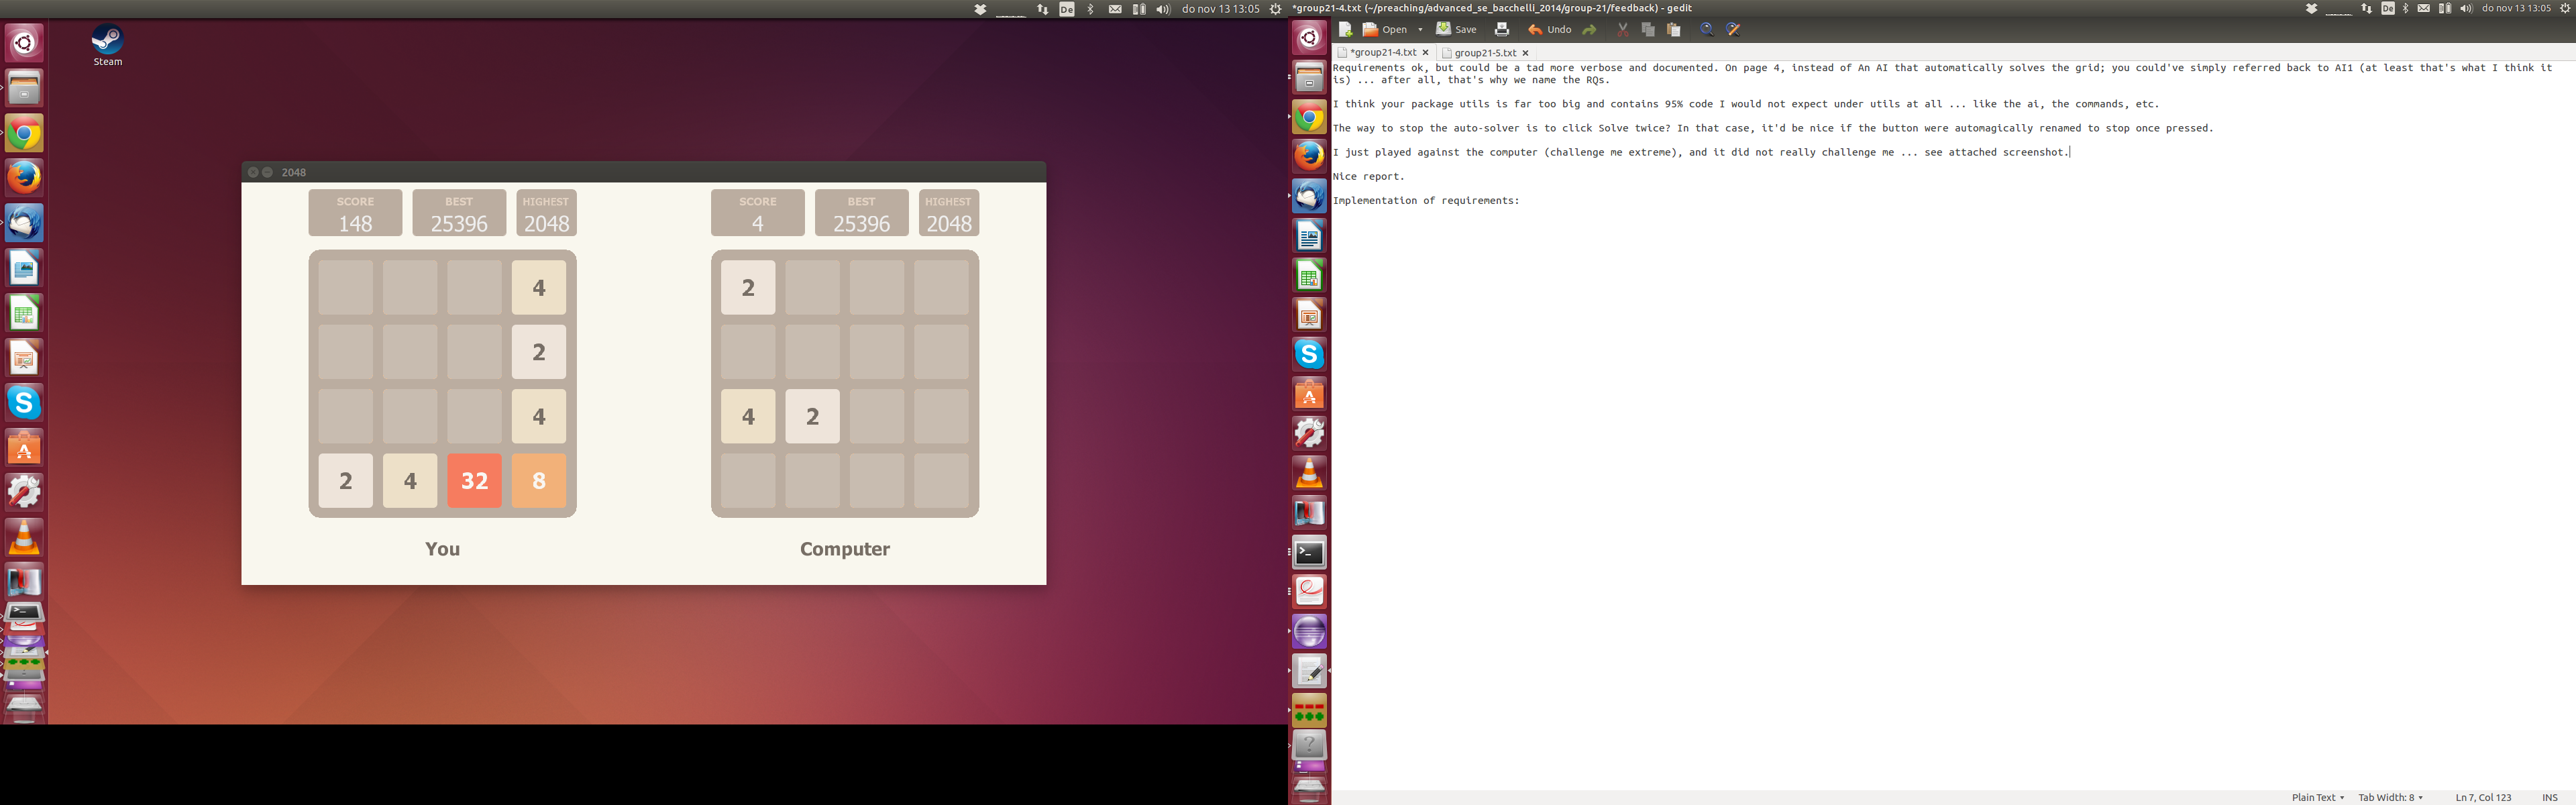 De
do nov 13 13:05
Steam
2048
SCORE
148
BEST
25396
HIGHEST
2048
SCORE
4
BEST
25396
HIGHEST
2048
4
2
4
2 4 32 8
You
2
4 2
Computer
*group21-4.txt (~/preaching/advanced_se_bacchelli_2014/group-21/feedback) - gedit
De
do nov 13 13:05
Open Save Undo
*group21-4.txt × group21-5.txt ×
Requirements ok, but could be a tad more verbose and documented. On page 4, instead of An AI that automatically solves the grid; you could've simply referred back to AI1 (at least that's what I think it
is) ... after all, that's why we name the RQs.
I think your package utils is far too big and contains 95% code I would not expect under utils at all ... like the ai, the commands, etc.
The way to stop the auto-solver is to click Solve twice? In that case, it'd be nice if the button were automagically renamed to stop once pressed.
I just played against the computer (challenge me extreme), and it did not really challenge me ... see attached screenshot.
Nice report.
Implementation of requirements:
Plain Text Tab Width: 8 Ln 7, Col 123 INS